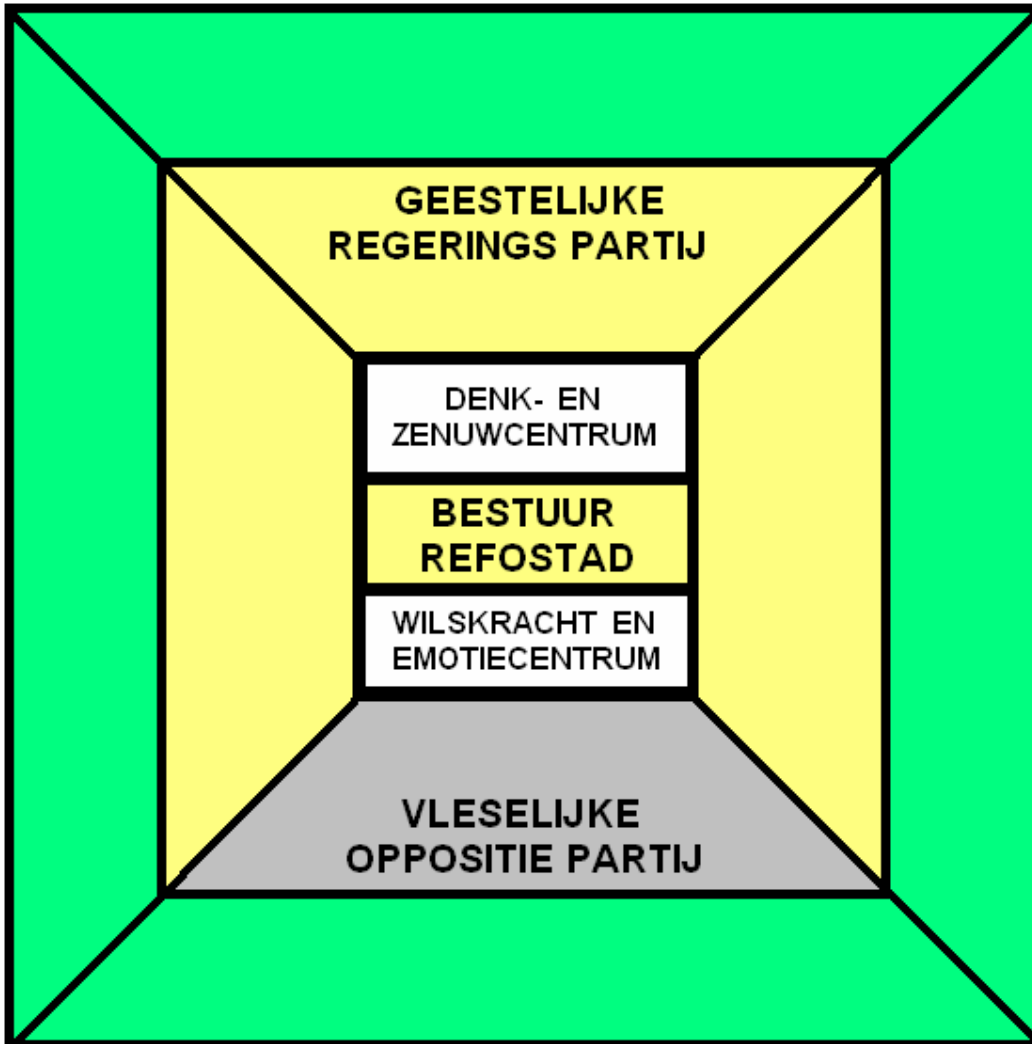 GEESTELIJKE
REGERINGS PARTIJ
DENK- EN
ZENUWCENTRUM
BESTUUR
REFOSTAD
WILSKRACHT EN
EMOTIECENTRUM
VLESELIJKE
OPPOSITIE PARTIJ